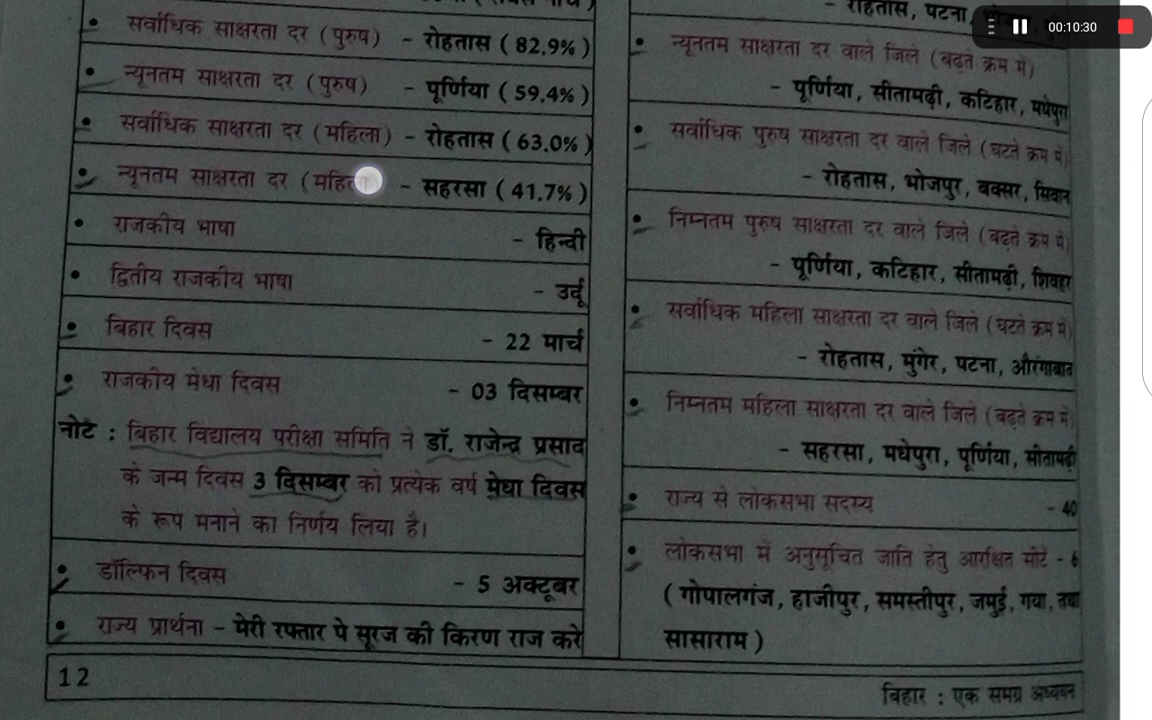 • सर्वाधिक साक्षरता दर ( पुरुष) - रोहतास ( 82.9% )
• न्यूनतम साक्षरता दर ( पुरुष) - पूर्णिया ( 59.4% )
• सर्वाधिक साक्षरता दर ( महिला ) - रोहतास ( 63.0% )
• न्यूनतम साक्षरता दर - सहरसा ( 41.7% )
• राजकीय भाषा - हिन्दी
• द्वितीय राजकीय भाषा - उर्दू
• बिहार दिवस - 22 मार्च
• राजकीय मेधा दिवस - 03 दिसम्बर
नोट : बिहार विद्यालय परीक्षा समिति ने डॉ. राजेन्द्र प्रसाद
के जन्म दिवस 3 दिसम्बर को प्रत्येक वर्ष मेधा दिवस
के रूप मनाने का निर्णय लिया है।
• डॉल्फिन दिवस - 5 अक्टूबर
• राज्य प्रार्थना - मेरी रफ्तार पे सूरज की किरण राज करे
12
- रोहतास, पटना,
• न्यूनतम साक्षरता दर वाले जिले ( बढ़ते क्रम में )
- पूर्णिया, सीतामढ़ी, कटिहार, मधेपुरा
• सर्वाधिक पुरुष साक्षरता दर वाले जिले ( घटते क्रम में )
- रोहतास, भोजपुर, बक्सर, सिवान
• निम्नतम पुरुष साक्षरता दर वाले जिले ( बढ़ते क्रम में )
- पूर्णिया, कटिहार, सीतामढ़ी, शिवहर
• सर्वाधिक महिला साक्षरता दर वाले जिले ( घटते क्रम में )
- रोहतास, मुंगेर, पटना, औरंगाबाद
• निम्नतम महिला साक्षरता दर वाले जिले ( बढ़ते क्रम में )
- सहरसा, मधेपुरा, पूर्णिया, सीतामढ़ी
• राज्य से लोकसभा सदस्य - 40
• लोकसभा में अनुसूचित जाति हेतु आरक्षित सीटें - 6
( गोपालगंज, हाजीपुर, समस्तीपुर, जमुई, गया, तथा
सासाराम )
बिहार : एक समग्र अध्ययन
00:10:30